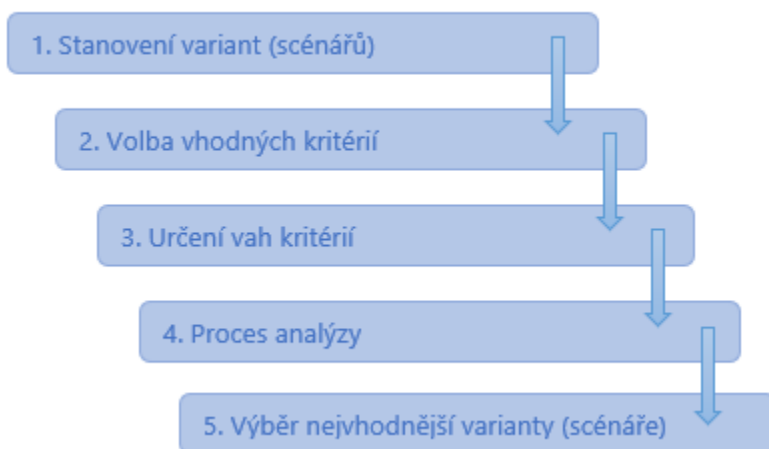 1. Stanovení variant (scénářů)
2. Volba vhodných kritérií
3. Určení vah kritérií
4. Proces analýzy
5. Výběr nejvhodnější varianty (scénáře)